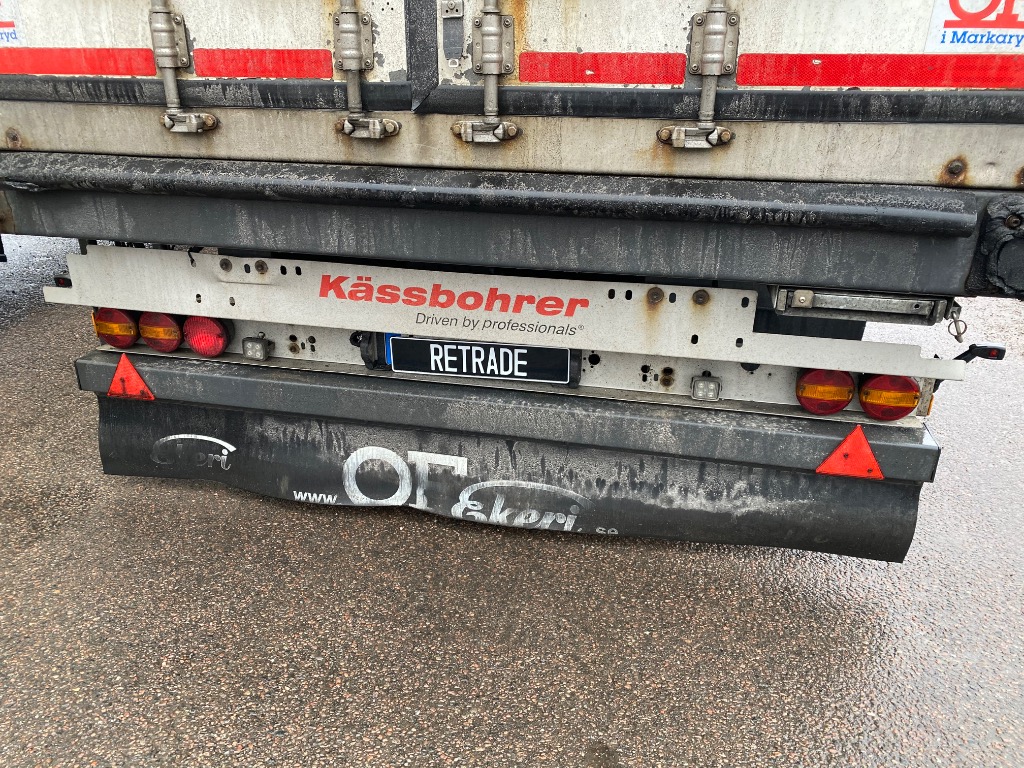 i Markaryd
Kässbohrer
Driven by professionals®
RETRADE
Ekeri
www OT Ekeri.se